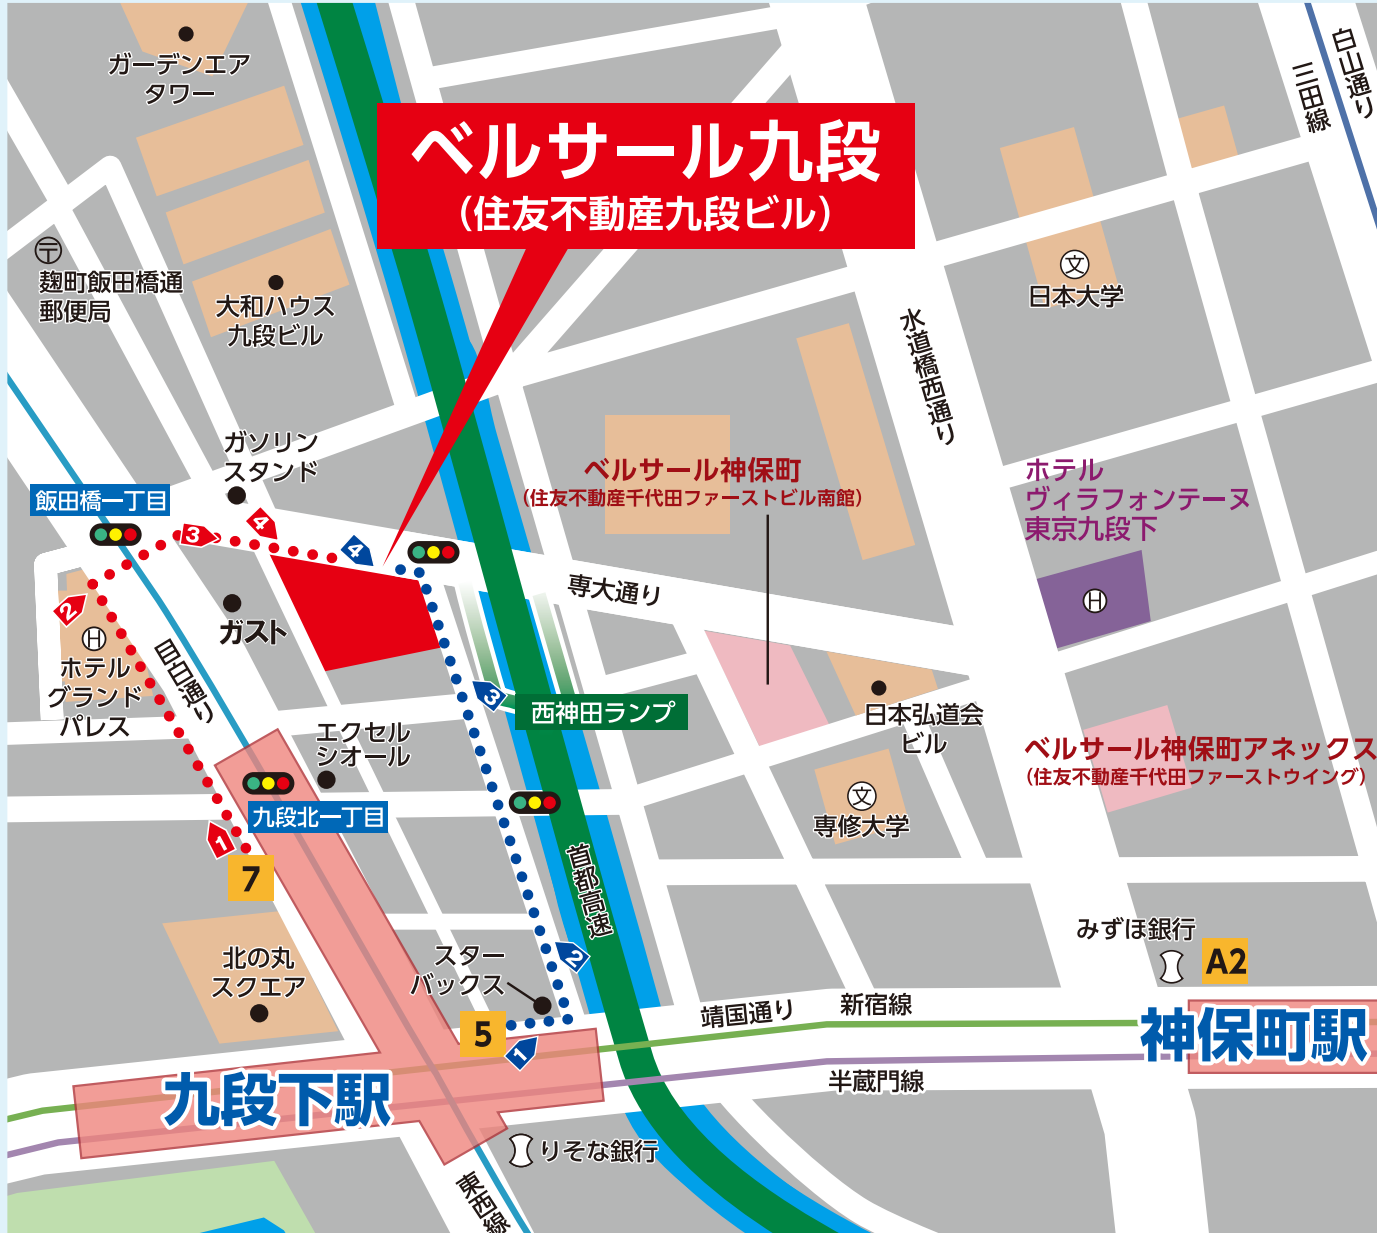 ガーデンエア
タワー
白山通り
三田線
ベルサール九段
(住友不動産九段ビル)
〒
麹町飯田橋通
郵便局
大和ハウス
九段ビル
文
日本大学
水道橋西通り
ガソリン
スタンド
飯田橋一丁目
ベルサール神保町
(住友不動産千代田ファーストビル南館)
ホテル
ヴィラフォンテーヌ
東京九段下
H
3
4
4
専大通り
2
ガスト
H
ホテル
グランド
パレス
目白通り
3
西神田ランプ
日本弘道会
ビル
エクセル
シオール
ベルサール神保町アネックス
(住友不動産千代田ファーストウイング)
九段北一丁目
文
専修大学
1
7
首都高速
北の丸
スクエア
スター
バックス
2
みずほ銀行
A2
5
1
靖国通り
新宿線
神保町駅
九段下駅
半蔵門線
りそな銀行
東西線